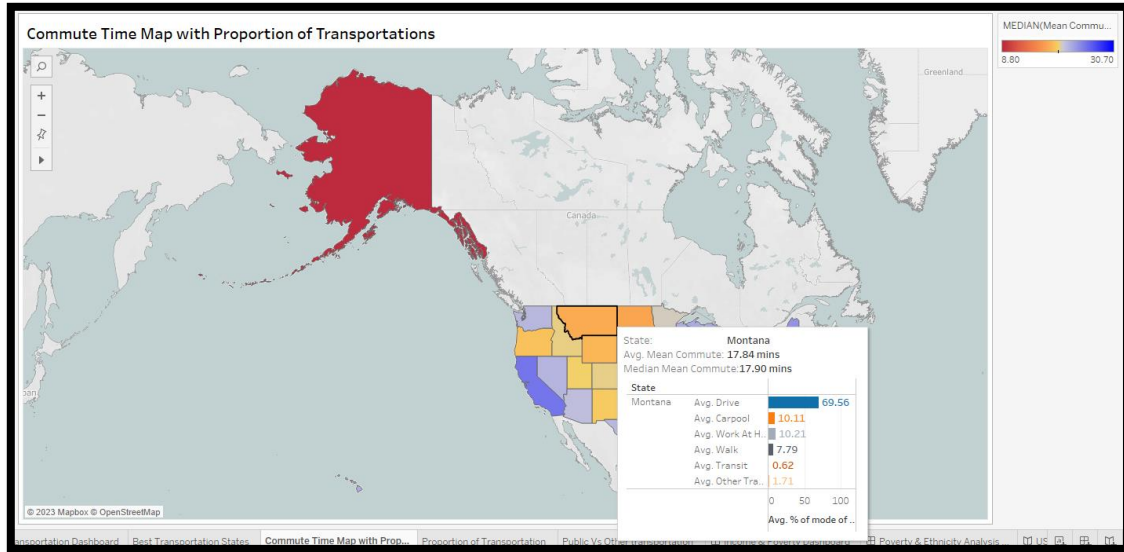 Commute Time Map with Proportion of Transportations
MEDIAN(Mean Commu...
8.80 30.70
Greenland
Canada
State: Montana
Avg. Mean Commute: 17.84 mins
Median Mean Commute:17.90 mins
State
Montana Avg. Drive 69.56
Avg. Carpool 10.11
Avg. Work At H.. 10.21
Avg. Walk 7.79
Avg. Transit 0.62
Avg. Other Tra.. 1.71
0 50 100
Avg. % of mode of ..
© 2023 Mapbox © OpenStreetMap
ansportation Dashboard Best Transportation States Commute Time Map with Prop... Proportion of Transportation Public Vs Other transportation Income & Poverty Dashboard Poverty & Ethnicity Analysis US